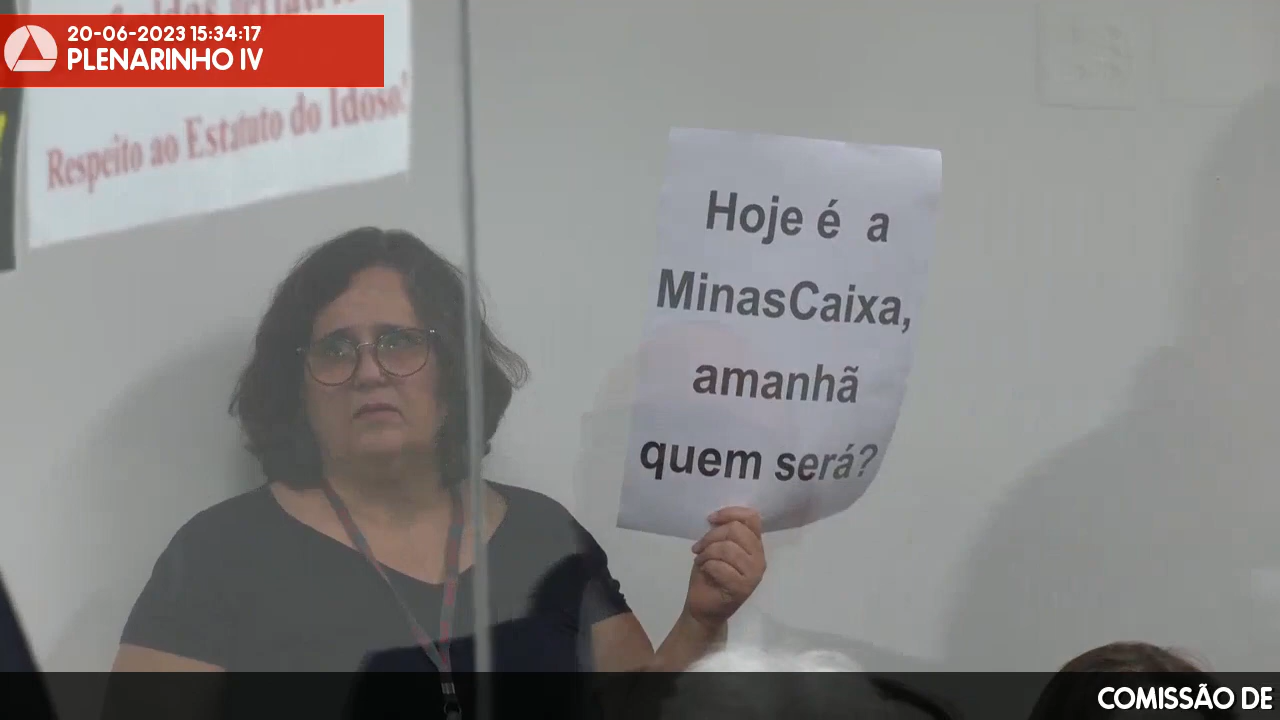 20-06-2023 15:34:17
PLENARINHO IV
Respeito ao Estatuto do Idoso!
Hoje é a
MinasCaixa,
amanhã
quem será?
COMISSÃO DE